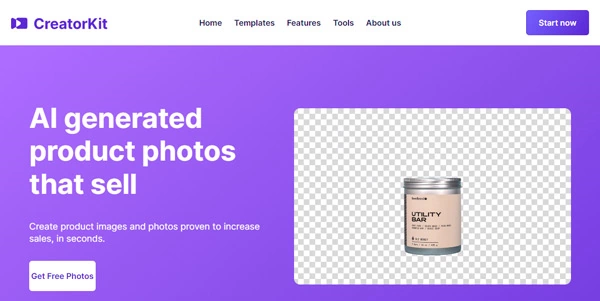 CreatorKit
Home Templates Features Tools About us
Start now
AI generated
product photos
that sell
Create product images and photos proven to increase
sales, in seconds.
Get Free Photos
UTILITY
BAR